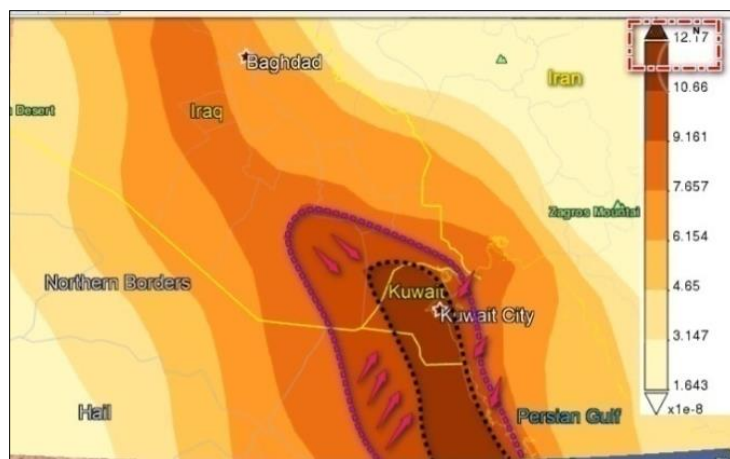 N
12.17
Baghdad
Iran
10.66
Desert
Iraq
9.161
7.657
Zagros Mountai
6.154
Northern Borders
Kuwait
4.65
Kuwait City
3.147
1.643
Hail
Persian Gulf
x1e-8